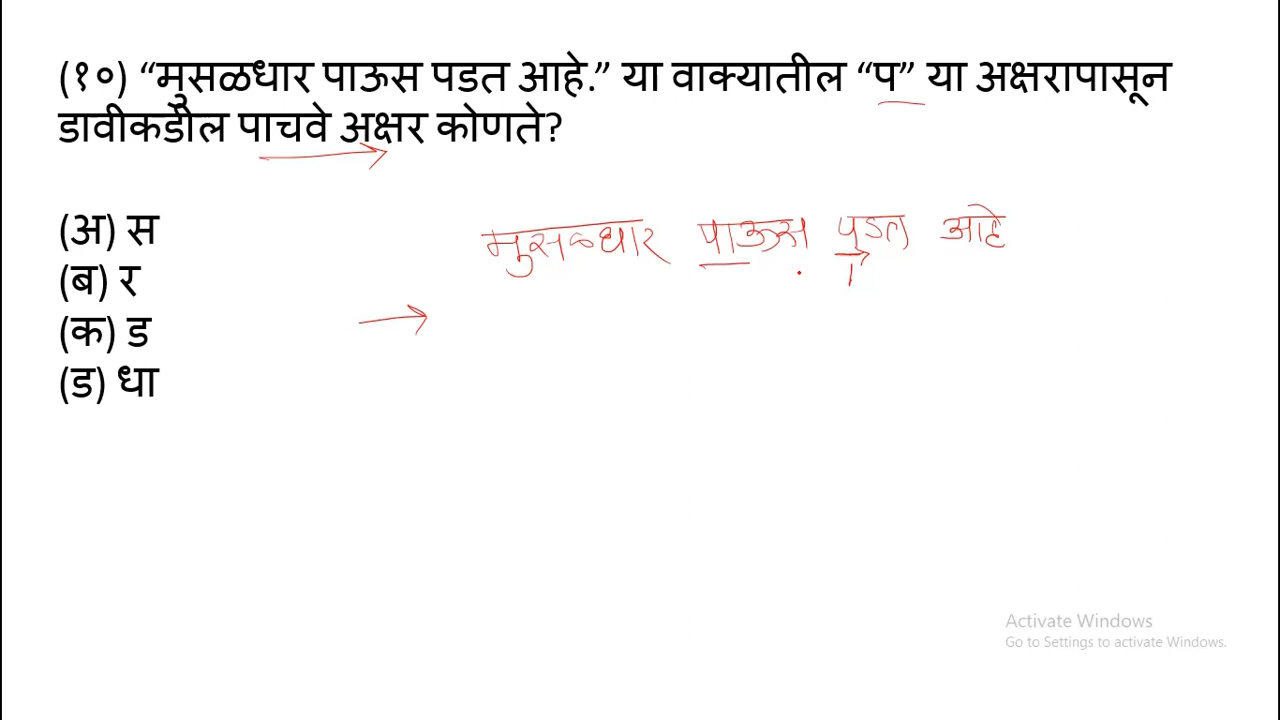 (१०) “मुसळधार पाऊस पडत आहे.” या वाक्यातील “प” या अक्षरापासून
डावीकडील पाचवे अक्षर कोणते?
(अ) स
(ब) र
(क) ड
(ड) धा
मुसळधार पाऊस पडत आहे
Activate Windows
Go to Settings to activate Windows.